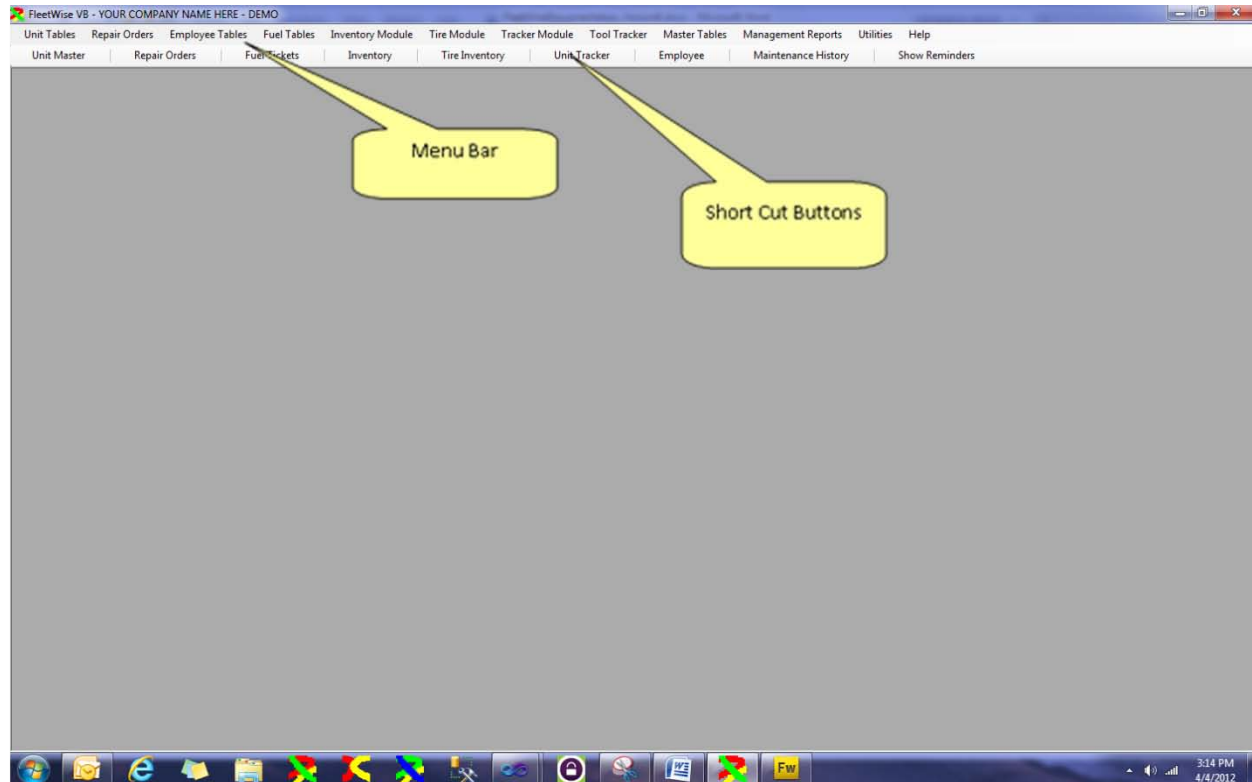 FleetWise VB - YOUR COMPANY NAME HERE - DEMO
Unit Tables Repair Orders Employee Tables Fuel Tables Inventory Module Tire Module Tracker Module Tool Tracker Master Tables Management Reports Utilities Help
Unit Master Repair Orders Fuel Tickets Inventory Tire Inventory Unit Tracker Employee Maintenance History Show Reminders
Menu Bar
Short Cut Buttons
Fw
3:14 PM
4/4/2012